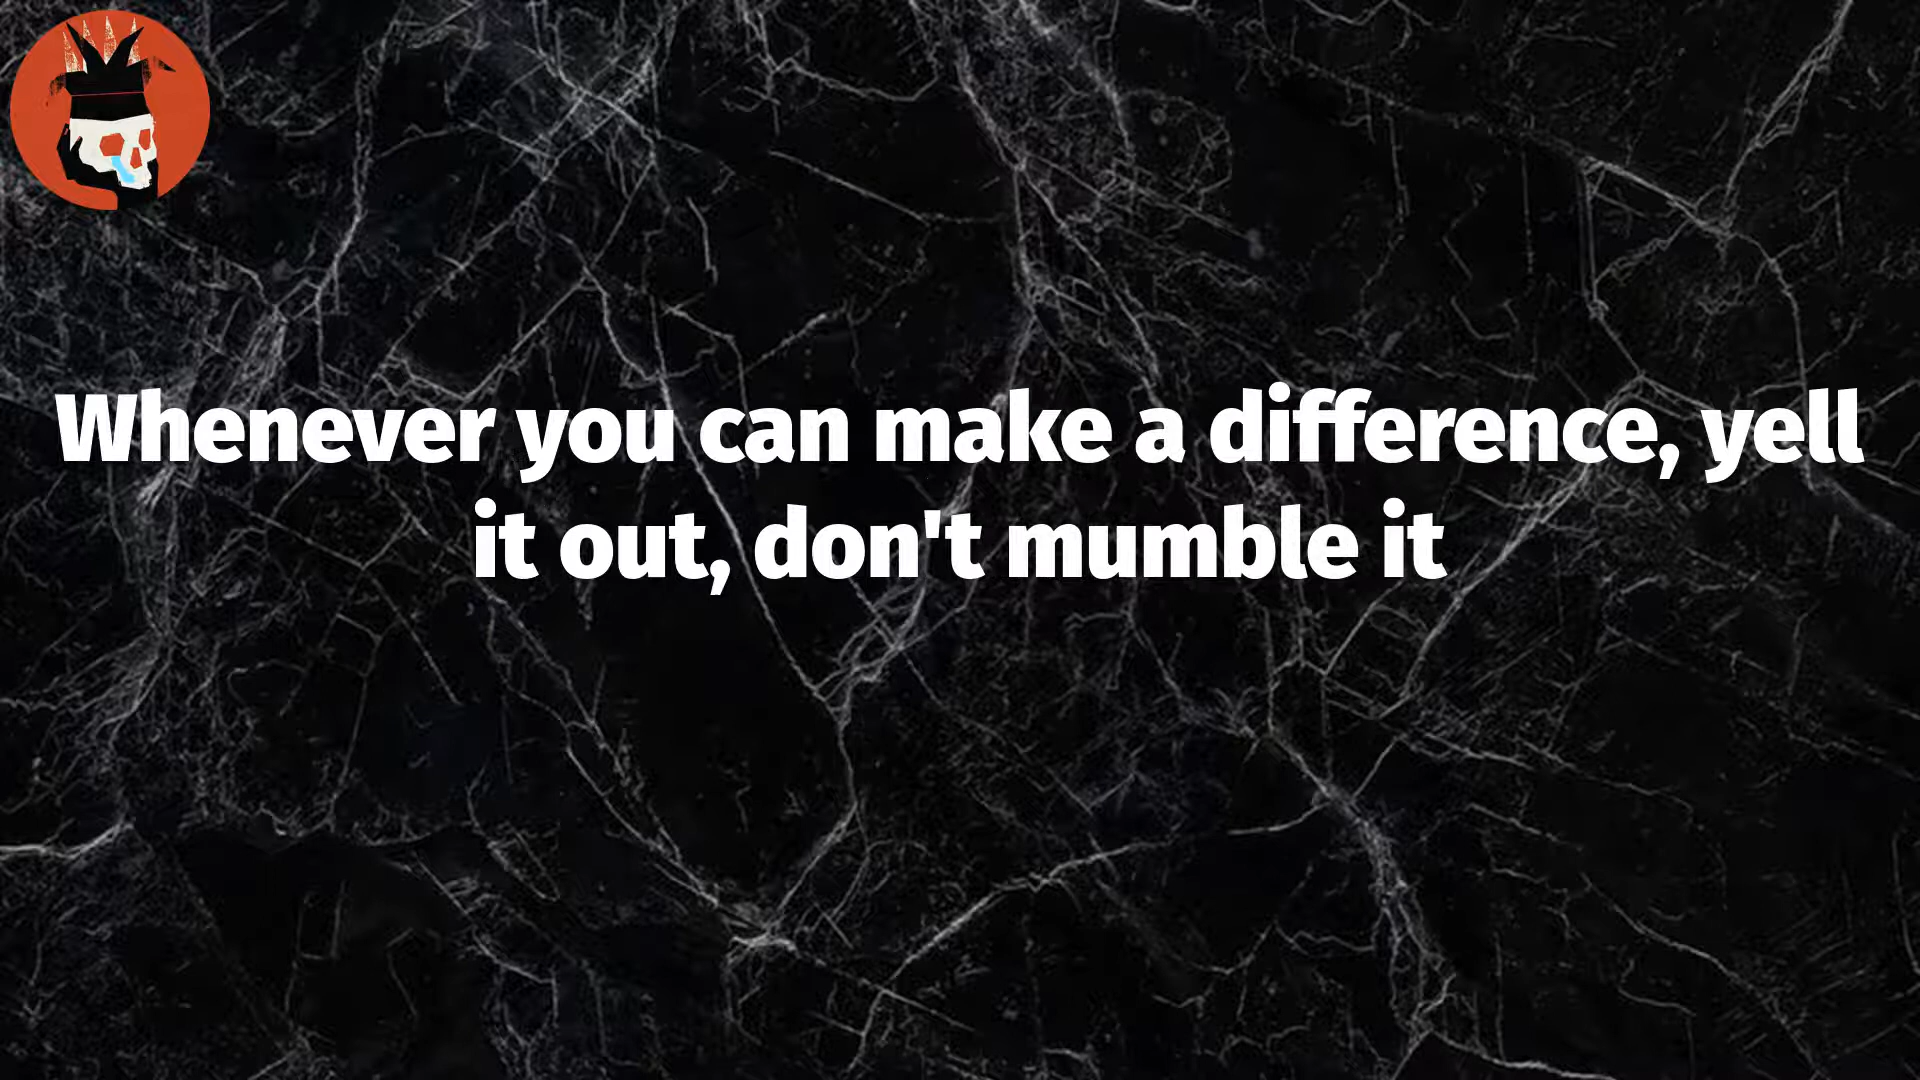 Whenever you can make a difference, yell
it out, don't mumble it